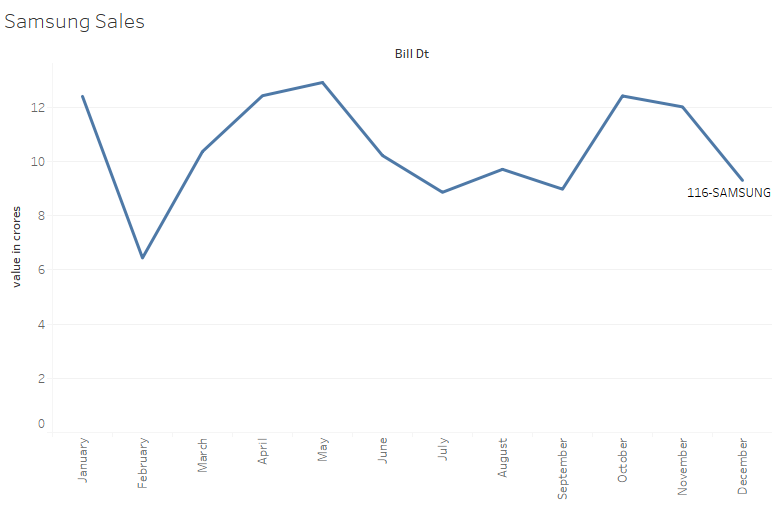 Samsung Sales
Bill Dt
value in crores
12
10
8
6
4
2
0
116-SAMSUNG
January
February
March
April
May
June
July
August
September
October
November
December